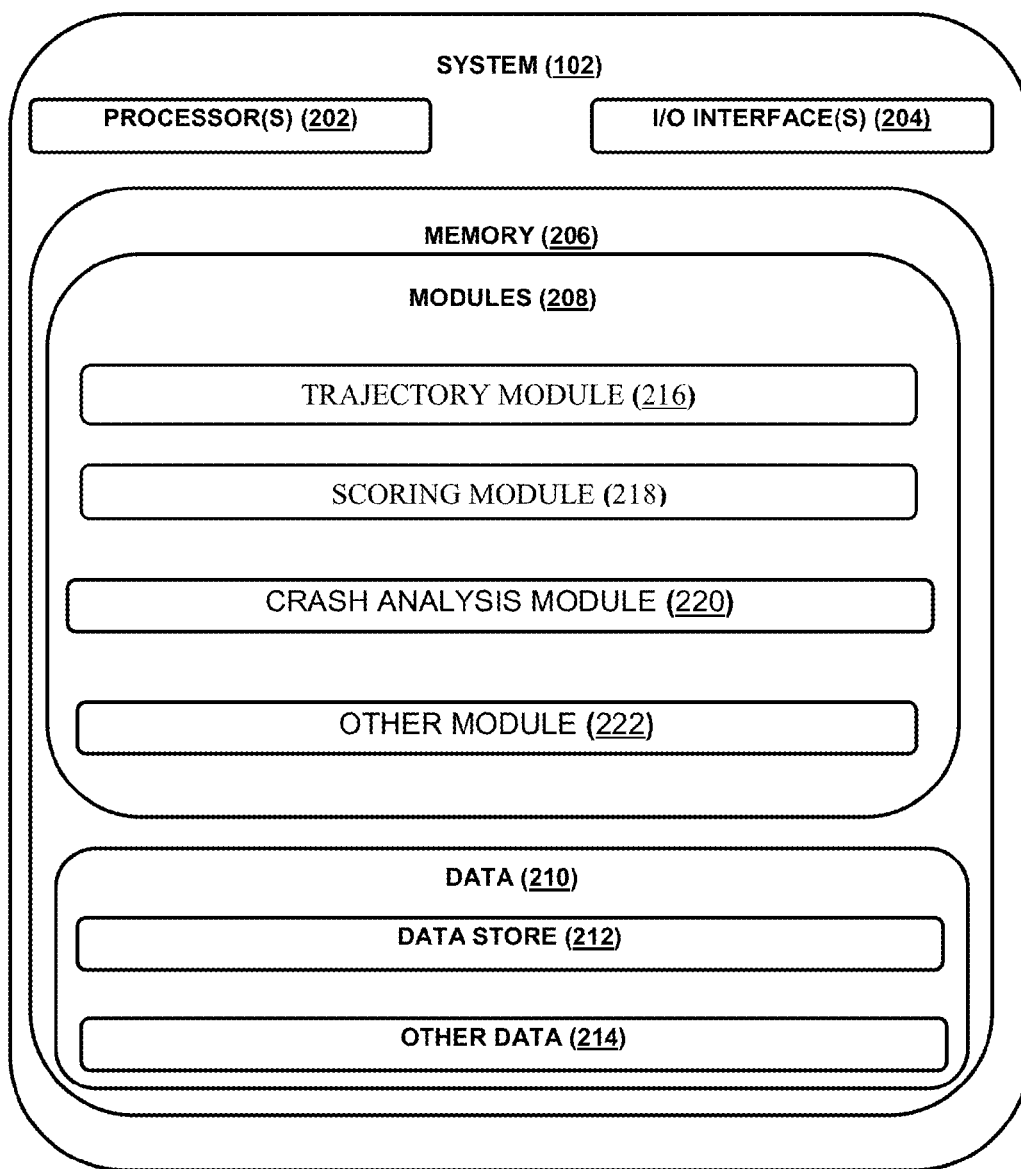 SYSTEM (102)
PROCESSOR(S) (202)
I/O INTERFACE(S) (204)
MEMORY (206)
MODULES (208)
TRAJECTORY MODULE (216)
SCORING MODULE (218)
CRASH ANALYSIS MODULE (220)
OTHER MODULE (222)
DATA (210)
DATA STORE (212)
OTHER DATA (214)